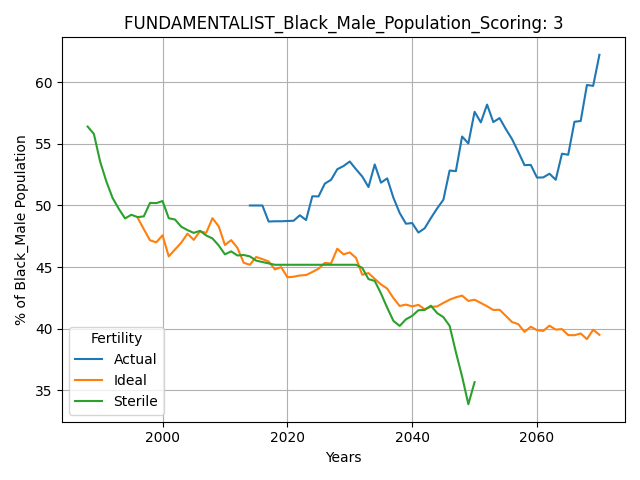 FUNDAMENTALIST_Black_Male_Population_Scoring: 3
% of Black_Male Population
60
55
50
45
40
35
Fertility
Actual
Ideal
Sterile
2000
2020
2040
2060
Years